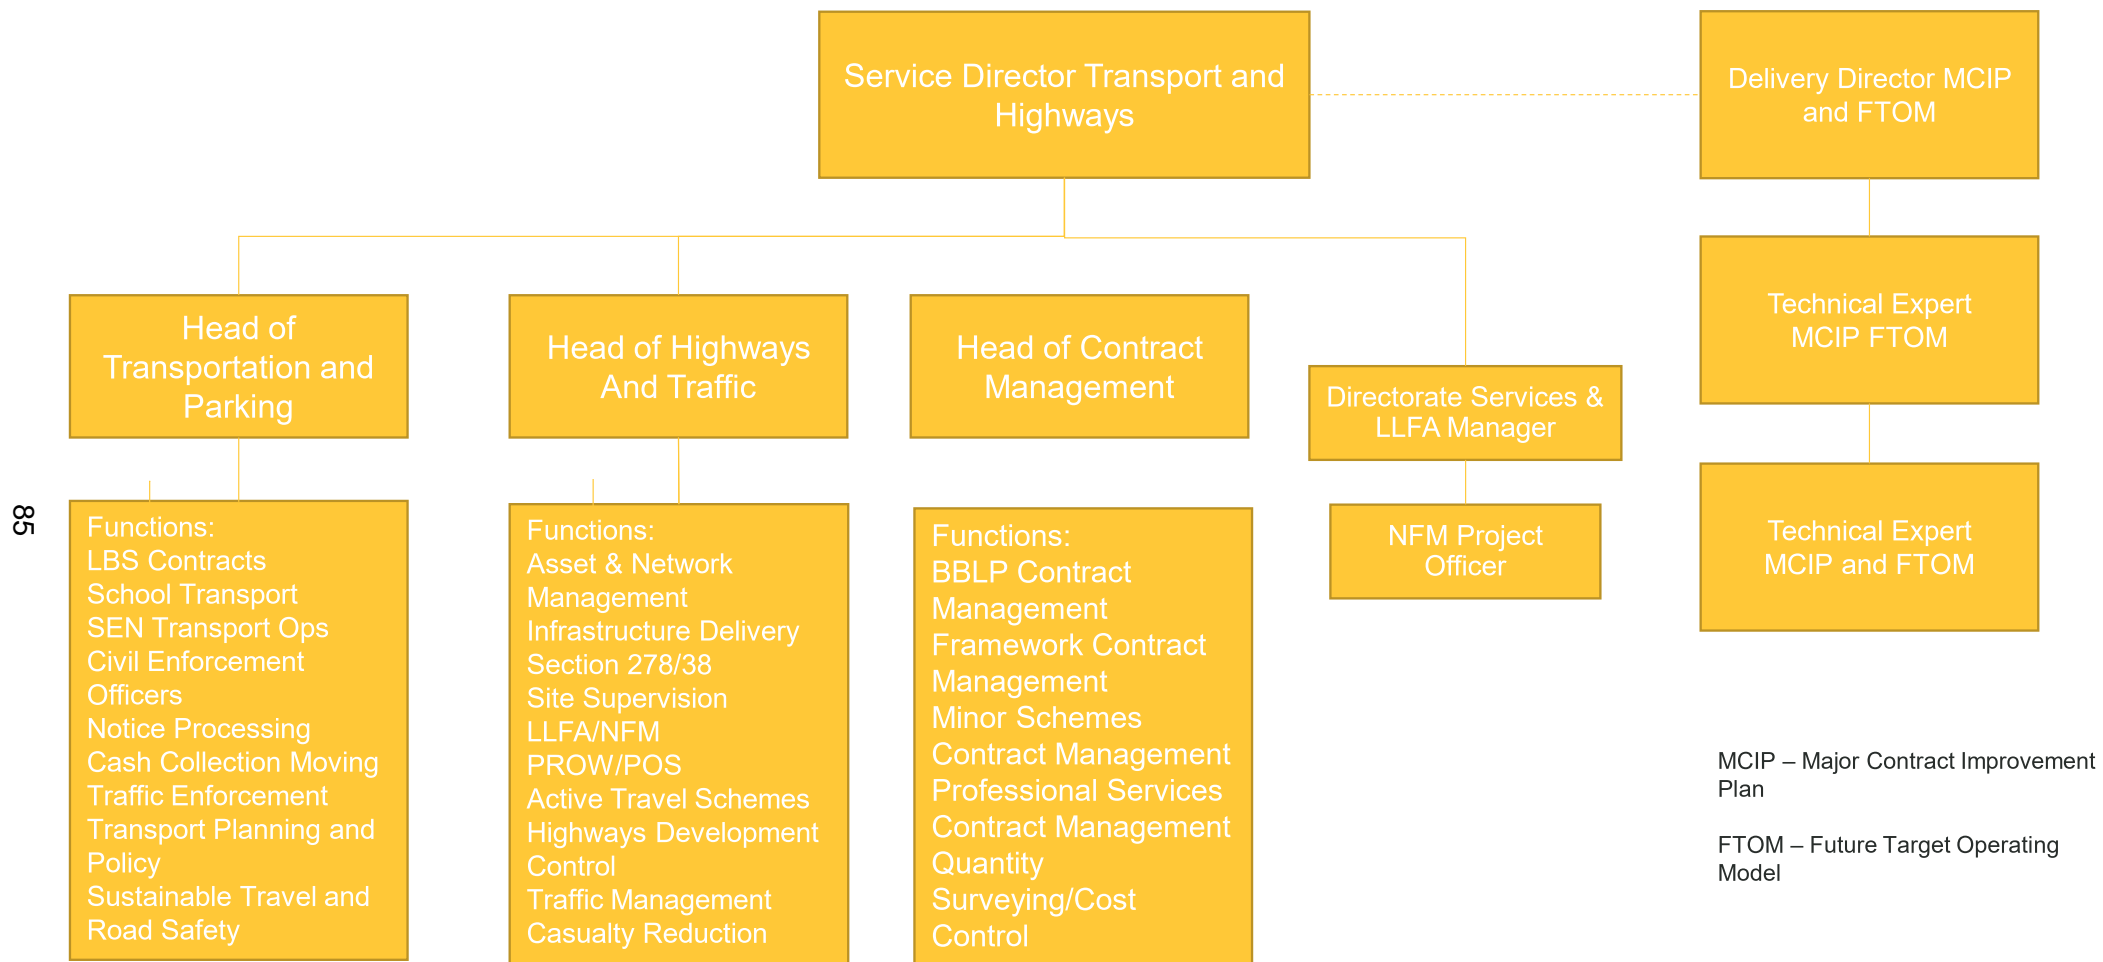 Service Director Transport and
Highways
Delivery Director MCIP
and FTOM
Head of
Transportation and
Parking
Head of Highways
And Traffic
Head of Contract
Management
Directorate Services &
LLFA Manager
Technical Expert
MCIP FTOM
Functions:
LBS Contracts
School Transport
SEN Transport Ops
Civil Enforcement
Officers
Notice Processing
Cash Collection Moving
Traffic Enforcement
Transport Planning and
Policy
Sustainable Travel and
Road Safety
Functions:
Asset & Network
Management
Infrastructure Delivery
Section 278/38
Site Supervision
LLFA/NFM
PROW/POS
Active Travel Schemes
Highways Development
Control
Traffic Management
Casualty Reduction
Functions:
BBLP Contract
Management
Framework Contract
Management
Minor Schemes
Contract Management
Professional Services
Contract Management
Quantity
Surveying/Cost
Control
NFM Project
Officer
Technical Expert
MCIP and FTOM
MCIP – Major Contract Improvement
Plan
FTOM – Future Target Operating
Model
85